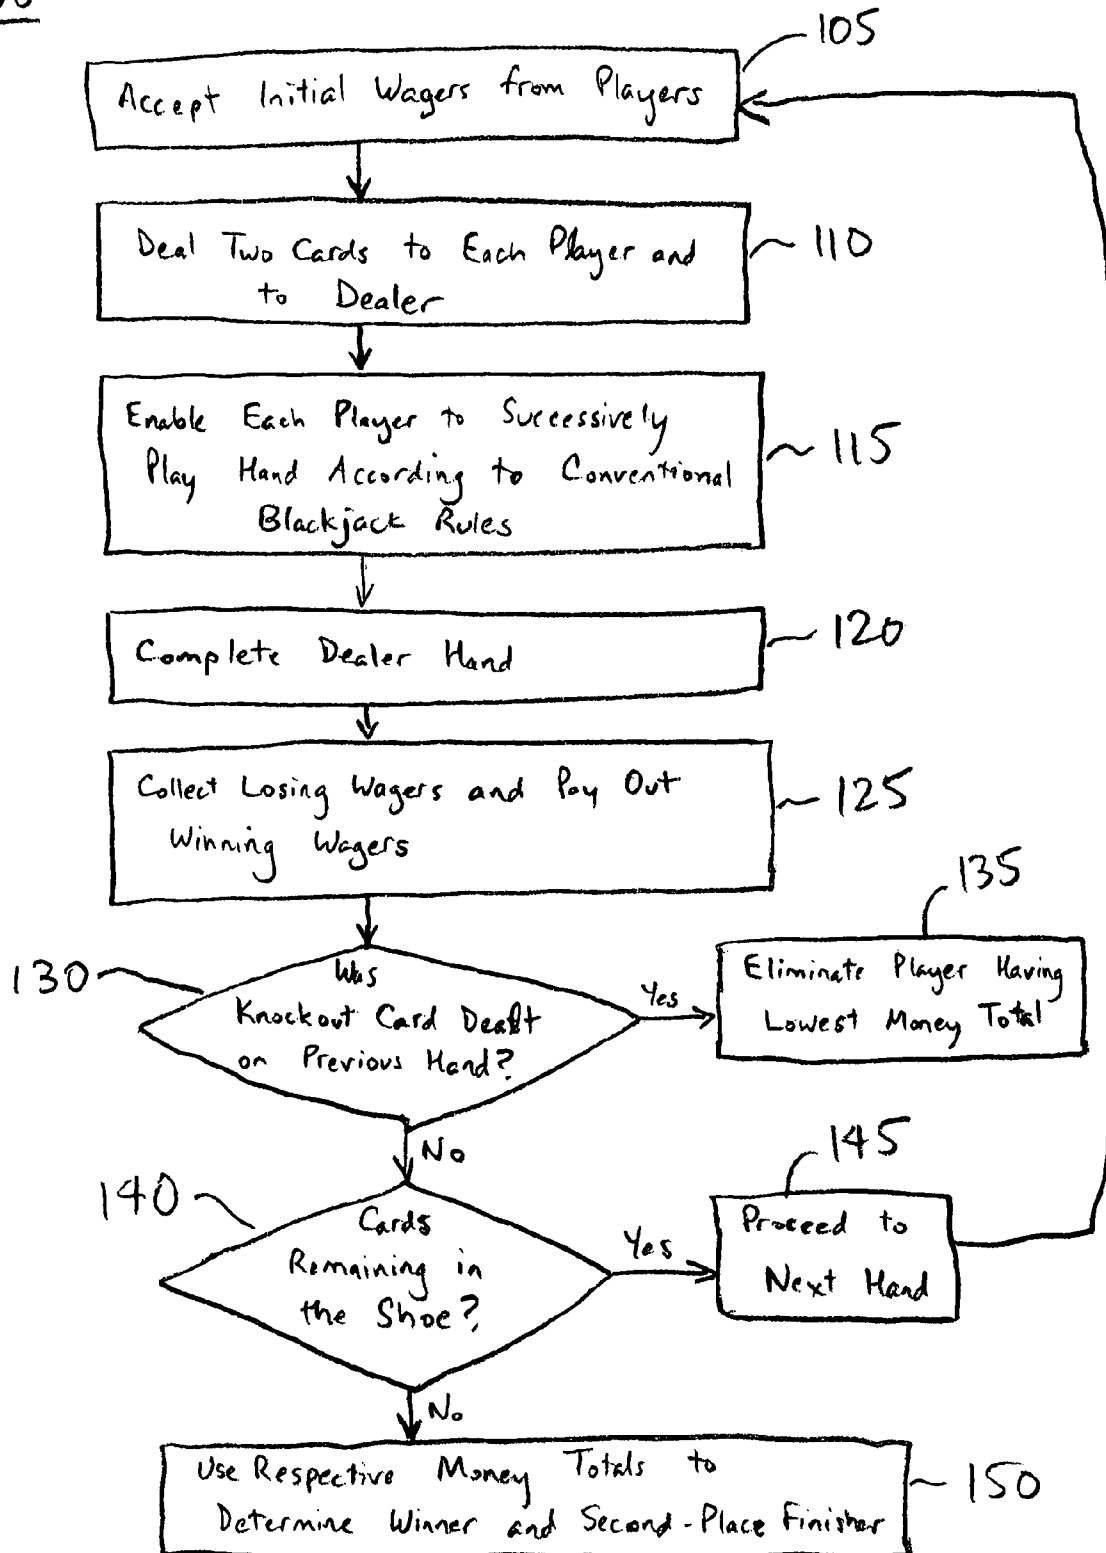 105
Accept Initial Wagers from Players
Deal Two Cards to Each Player and
to Dealer
110
Enable Each Player to Successively
Play Hand According to Conventional
Blackjack Rules
115
Complete Dealer Hand
120
Collect Losing Wagers and Pay Out
Winning Wagers
125
135
130
Was
Knockout Card Dealt
on Previous Hand?
Yes
Eliminate Player Having
Lowest Money Total
No
145
140
Cards
Remaining in
the Shoe?
Yes
Proceed to
Next Hand
No
Use Respective Money Totals to
Determine Winner and Second-Place Finisher
150